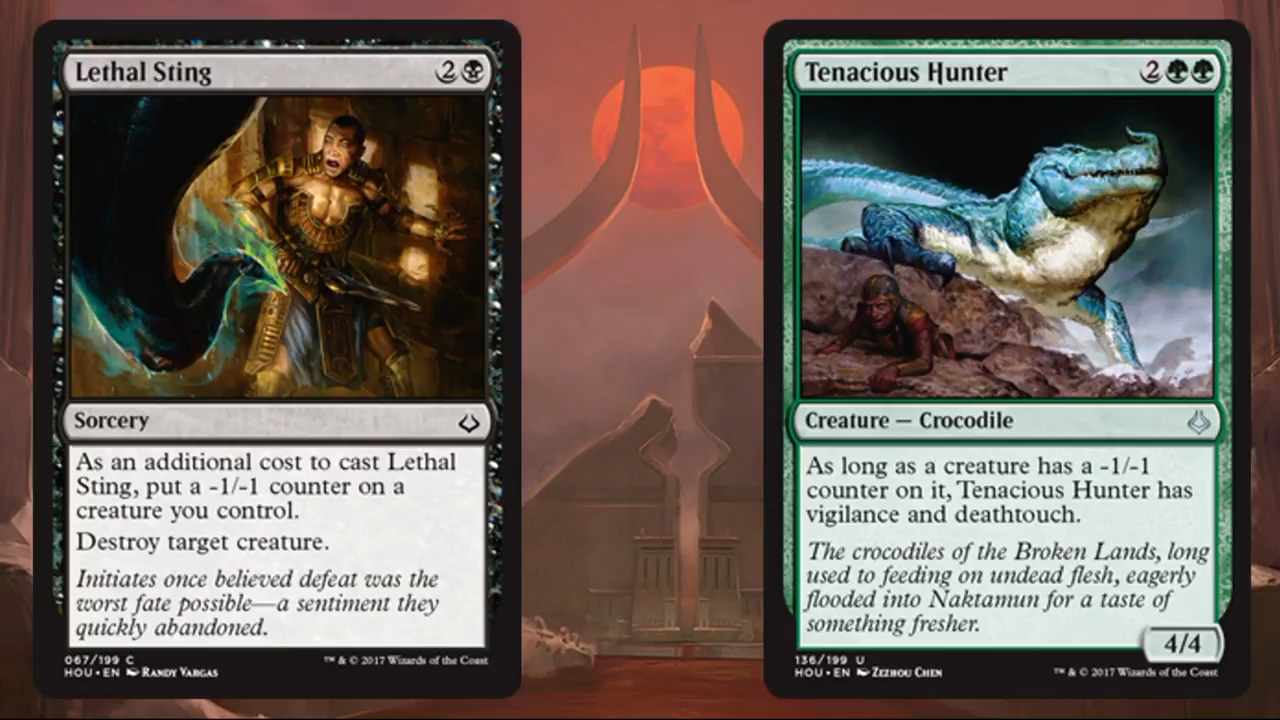 Lethal Sting 2
Sorcery
As an additional cost to cast Lethal
Sting, put a -1/-1 counter on a
creature you control.
Destroy target creature.
Initiates once believed defeat was the
worst fate possible—a sentiment they
quickly abandoned.
067/199 C
HOU • EN RANDY VARGAS
™ & © 2017 Wizards of the Coast
Tenacious Hunter 2
Creature — Crocodile
As long as a creature has a -1/-1
counter on it, Tenacious Hunter has
vigilance and deathtouch.
The crocodiles of the Broken Lands, long
used to feeding on undead flesh, eagerly
flooded into Naktamun for a taste of
something fresher.
4/4
136/199 U
HOU • EN ZEZHOU CHEN
™ & © 2017 Wizards of the Coast